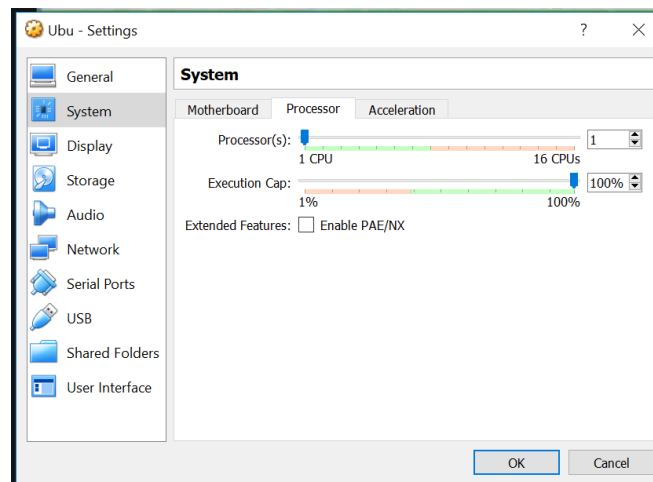 Ubu - Settings ?
General
System
Display
Storage
Audio
Network
Serial Ports
USB
Shared Folders
User Interface
System
Motherboard Processor Acceleration
Processor(s): 1
1 CPU 16 CPUs
Execution Cap: 100%
1% 100%
Extended Features: Enable PAE/NX
OK Cancel